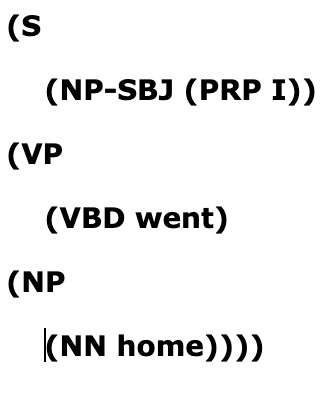 (S
(NP-SBJ (PRP I))
(VP
(VBD went)
(NP
(NN home))))